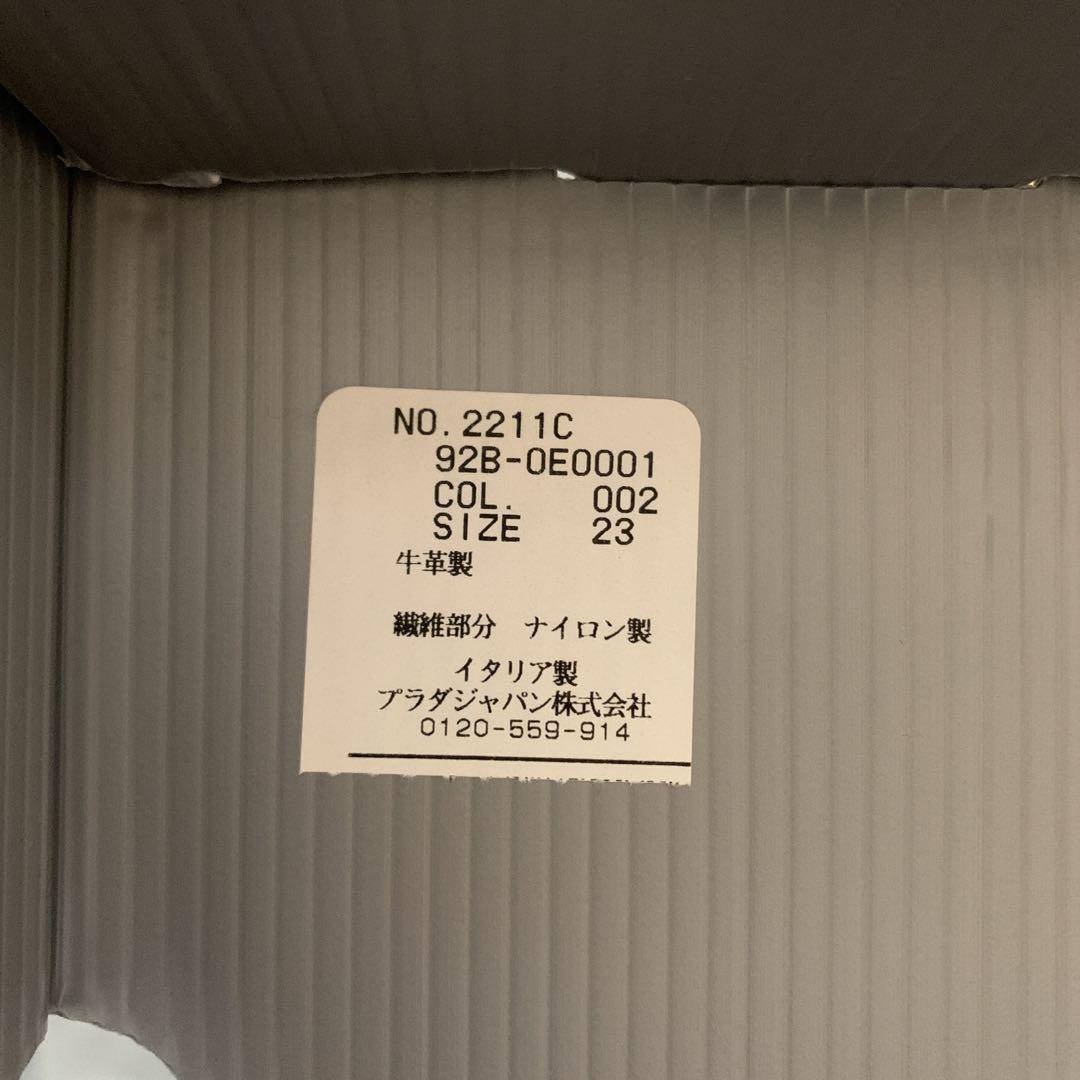 NO.2211C
92B-0E0001
COL. 002
SIZE 23
牛革製
繊維部分 ナイロン製
イタリア製
プラダジャパン株式会社
0120-559-914